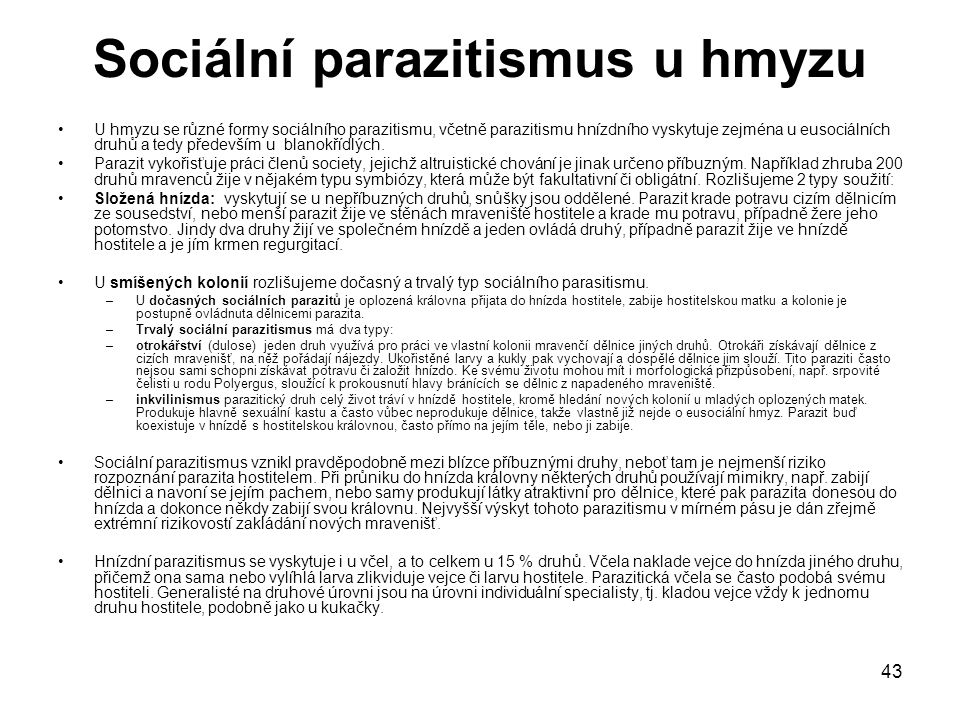 Sociální parazitismus u hmyzu
• U hmyzu se různé formy sociálního parazitismu, včetně parazitismu hnízdního vyskytuje zejména u eusociálních
druhů a tedy především u blanokřídlých.
• Parazit vykořisťuje práci členů society, jejichž altruistické chování je jinak určeno příbuzným. Například zhruba 200
druhů mravenců žije v nějakém typu symbiózy, která může být fakultativní či obligátní. Rozlišujeme 2 typy soužití:
• Složená hnízda: vyskytují se u nepříbuzných druhů, snůšky jsou oddělené. Parazit krade potravu cizím dělnicím
ze sousedství, nebo menší parazit žije ve stěnách mraveniště hostitele a krade mu potravu, případně žere jeho
potomstvo. Jindy dva druhy žijí ve společném hnízdě a jeden ovládá druhý, případně parazit žije ve hnízdě
hostitele a je jím krmen regurgitací.
• U smíšených kolonií rozlišujeme dočasný a trvalý typ sociálního parasitismu.
– U dočasných sociálních parazitů je oplozená královna přijata do hnízda hostitele, zabije hostitelskou matku a kolonie je
postupně ovládnuta dělnicemi parazita.
– Trvalý sociální parazitismus má dva typy:
– otrokářství (dulose) jeden druh využívá pro práci ve vlastní kolonii mravenčí dělnice jiných druhů. Otrokáři získávají dělnice z
cizích mravenišť, na něž pořádají nájezdy. Ukořistěné larvy a kukly pak vychovají a dospělé dělnice jim slouží. Tito paraziti často
nejsou sami schopni získávat potravu či založit hnízdo. Ke svému životu mohou mít i morfologická přizpůsobení, např. srpovité
čelisti u rodu Polyergus, sloužící k prokousnutí hlavy bránících se dělnic z napadeného mraveniště.
– inkvilinismus parazitický druh celý život tráví v hnízdě hostitele, kromě hledání nových kolonií u mladých oplozených matek.
Produkuje hlavně sexuální kastu a často vůbec neprodukuje dělnice, takže vlastně již nejde o eusociální hmyz. Parazit buď
koexistuje v hnízdě s hostitelskou královnou, často přímo na jejím těle, nebo ji zabije.
• Sociální parazitismus vznikl pravděpodobně mezi blízce příbuznými druhy, neboť tam je nejmenší riziko
rozpoznání parazita hostitelem. Při průniku do hnízda královny některých druhů používají mimikry, např. zabijí
dělnici a navoní se jejím pachem, nebo samy produkují látky atraktivní pro dělnice, které pak parazita donesou do
hnízda a dokonce někdy zabijí svou královnu. Nejvyšší výskyt tohoto parazitismu v mírném pásu je dán zřejmě
extrémní rizikovostí zakládání nových mravenišť.
• Hnízdní parazitismus se vyskytuje i u včel, a to celkem u 15 % druhů. Včela naklade vejce do hnízda jiného druhu,
přičemž ona sama nebo vylíhlá larva zlikviduje vejce či larvu hostitele. Parazitická včela se často podobá svému
hostiteli. Generalisté na druhové úrovni jsou na úrovni individuální specialisty, tj. kladou vejce vždy k jednomu
druhu hostitele, podobně jako u kukačky.
43